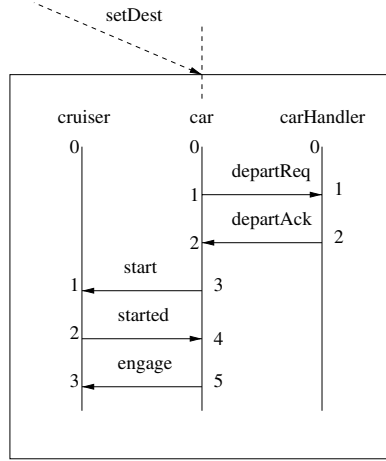 setDest
cruiser car carHandler
0 0 0
departReq
1 1
departAck
2 2
start
1 3
started
2 4
engage
3 5